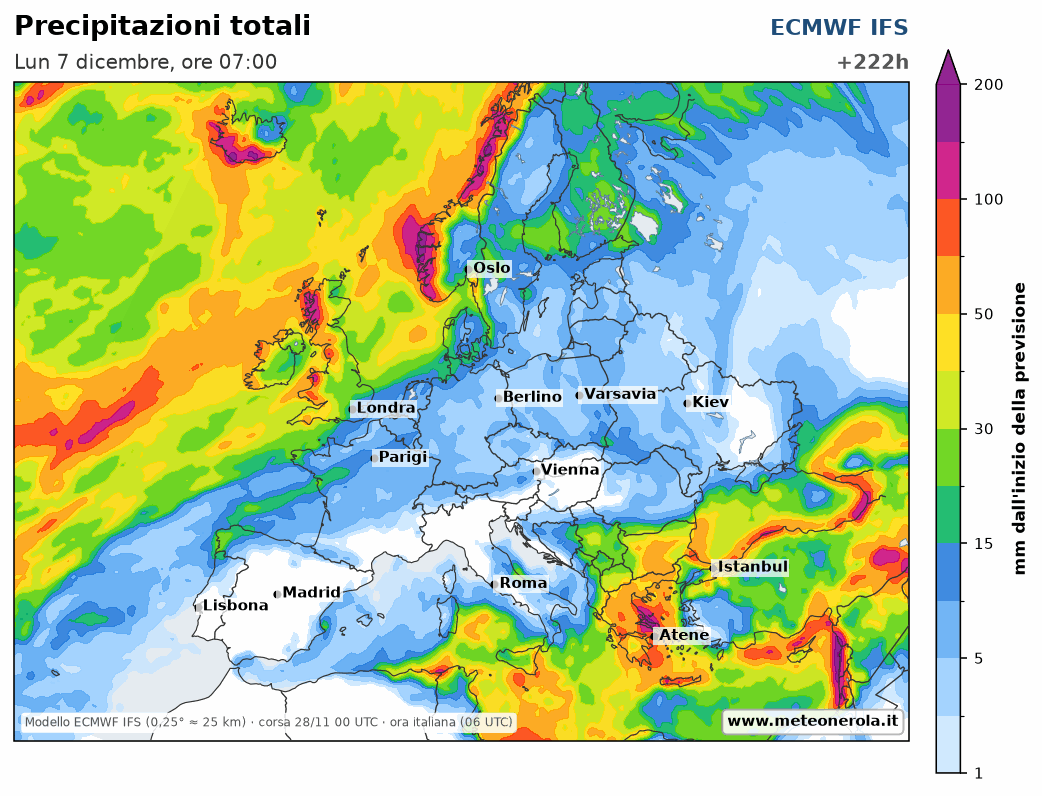 Precipitazioni totali
ECMWF IFS
Lun 7 dicembre, ore 07:00
+222h
200
100
50
30
15
5
1
mm dall'inizio della previsione
Oslo
Londra
Berlino
Varsavia
Kiev
Parigi
Vienna
Istanbul
Roma
Madrid
Lisbona
Atene
Modello ECMWF IFS (0,25° ≈ 25 km) · corsa 28/11 00 UTC · ora italiana (06 UTC)
www.meteonerola.it